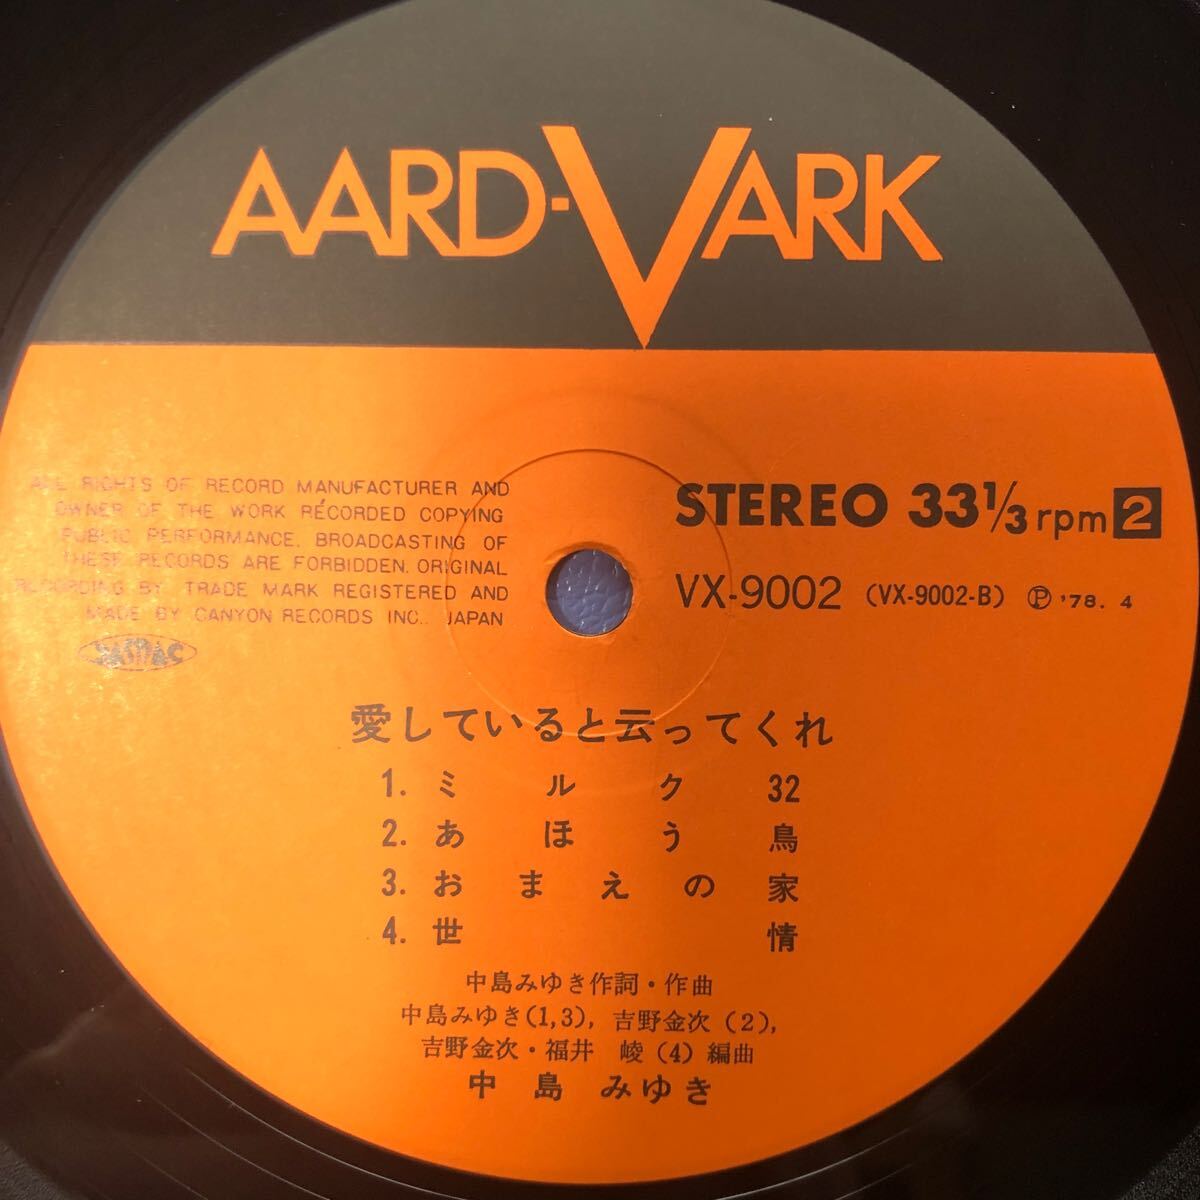 AARD-VARK
ALL RIGHTS OF RECORD MANUFACTURER AND
OWNER OF THE WORK RECORDED COPYING
PUBLIC PERFORMANCE. BROADCASTING OF
THESE RECORDS ARE FORBIDDEN. ORIGINAL
RECORDING BY TRADE MARK REGISTERED AND
MADE BY CANYON RECORDS INC., JAPAN
JASRAC
STEREO 33⅓ rpm 2
VX-9002 (VX-9002-B) ℗ '78. 4
愛していると云ってくれ
1. ミルク32
2. あほう鳥
3. おまえの家
4. 世情
中島みゆき作詞・作曲
中島みゆき(1,3), 吉野金次(2),
吉野金次・福井 崚(4)編曲
中島 みゆき